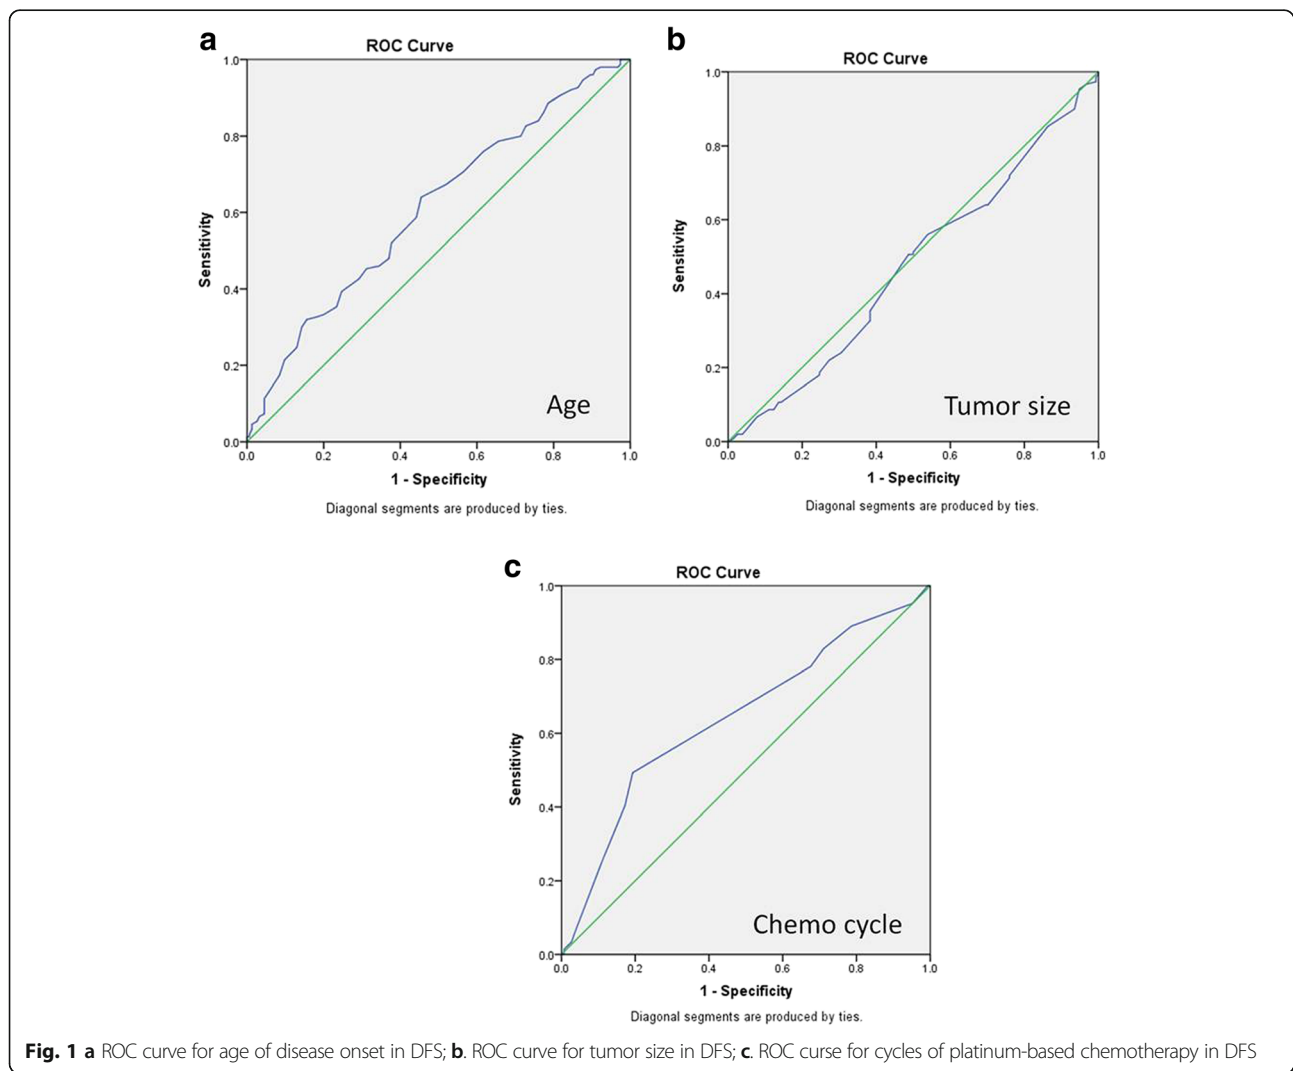 a
ROC Curve
1.0
0.8
0.6
0.4
0.2
0.0
Sensitivity
Age
0.0 0.2 0.4 0.6 0.8 1.0
1 - Specificity
Diagonal segments are produced by ties.
b
ROC Curve
1.0
0.8
0.6
0.4
0.2
0.0
Sensitivity
Tumor size
0.0 0.2 0.4 0.6 0.8 1.0
1 - Specificity
Diagonal segments are produced by ties.
c
ROC Curve
1.0
0.8
0.6
0.4
0.2
0.0
Sensitivity
Chemo cycle
0.0 0.2 0.4 0.6 0.8 1.0
1 - Specificity
Diagonal segments are produced by ties.
Fig. 1 a ROC curve for age of disease onset in DFS; b. ROC curve for tumor size in DFS; c. ROC curse for cycles of platinum-based chemotherapy in DFS